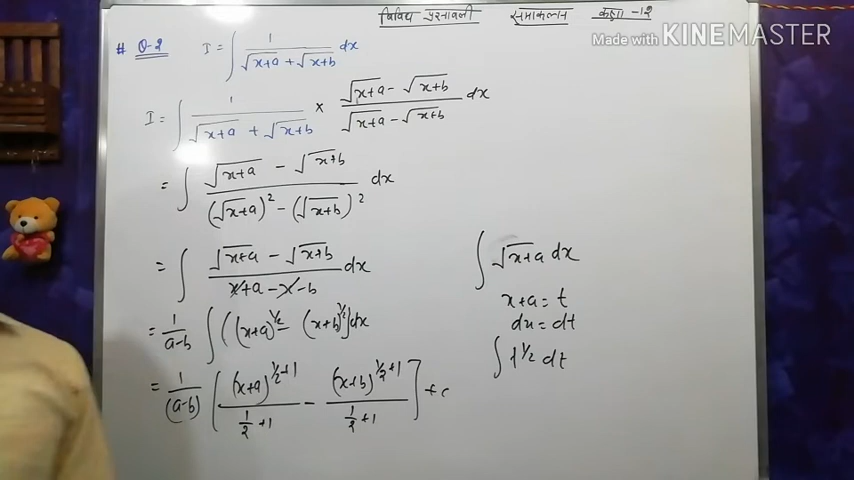 विविध प्रश्नावली समाकलन कक्षा -12
Made with KINEMASTER
# Q-2 I = ∫ 1/(√(x+a) + √(x+b)) dx
I = ∫ 1/(√(x+a) + √(x+b)) × (√(x+a) - √(x+b))/(√(x+a) - √(x+b)) dx
= ∫ (√(x+a) - √(x+b))/((√(x+a))² - (√(x+b))²) dx
= ∫ (√(x+a) - √(x+b))/(x+a-x-b) dx
= 1/(a-b) ∫ ((x+a)^1/2 - (x+b)^1/2) dx
= 1/(a-b) [(x+a)^(1/2+1)/(1/2+1) - (x+b)^(1/2+1)/(1/2+1)] + c
∫ √(x+a) dx
x+a = t
dx = dt
∫ t^1/2 dt